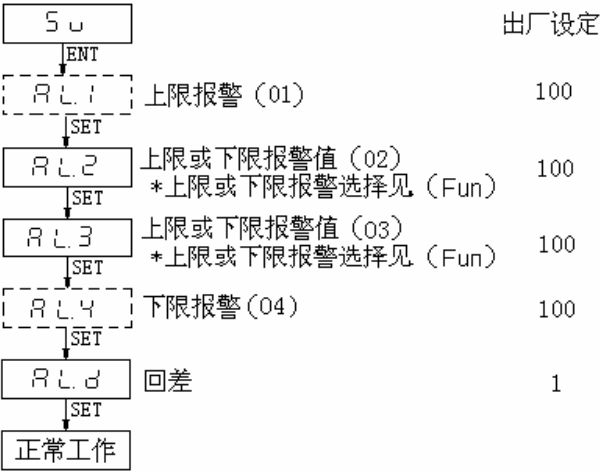 Su 出厂设定
ENT
AL.1 上限报警（01） 100
SET
AL.2 上限或下限报警值（02） 100
*上限或下限报警选择见（Fun）
SET
AL.3 上限或下限报警值（03） 100
*上限或下限报警选择见（Fun）
SET
AL.4 下限报警(04) 100
SET
AL.d 回差 1
SET
正常工作